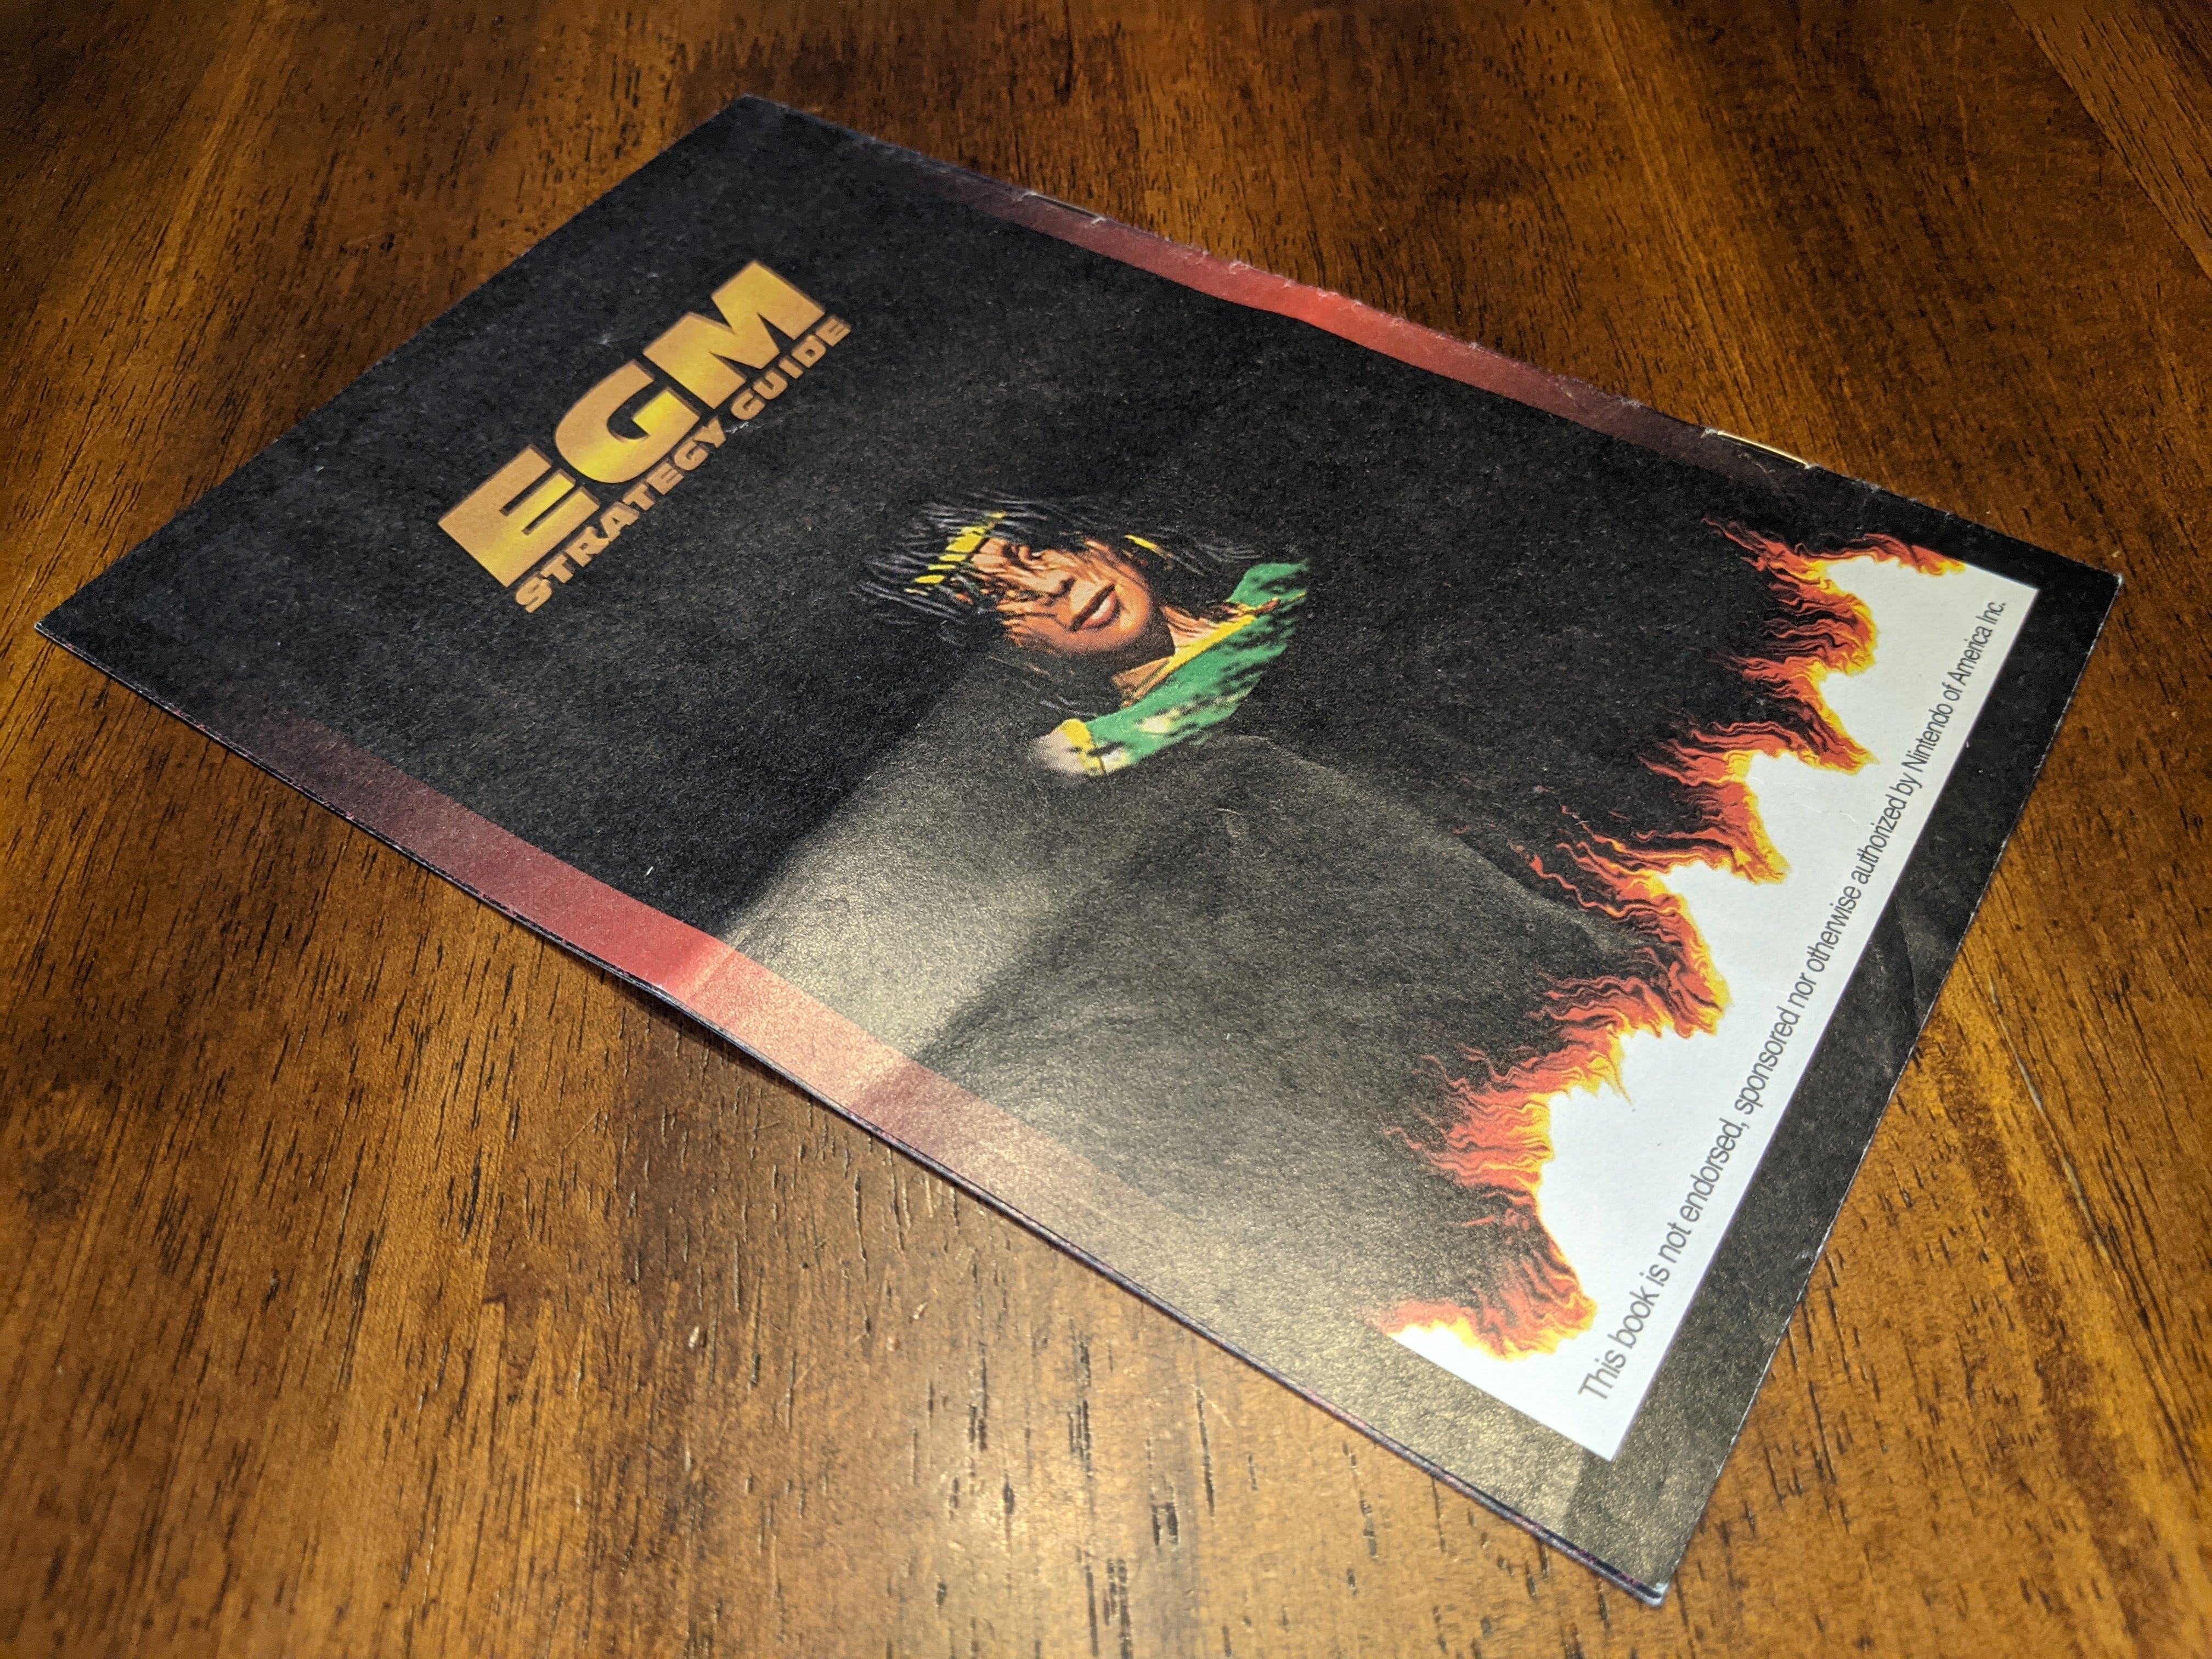 EGM
STRATEGY GUIDE
This book is not endorsed, sponsored nor otherwise authorized by Nintendo of America Inc.